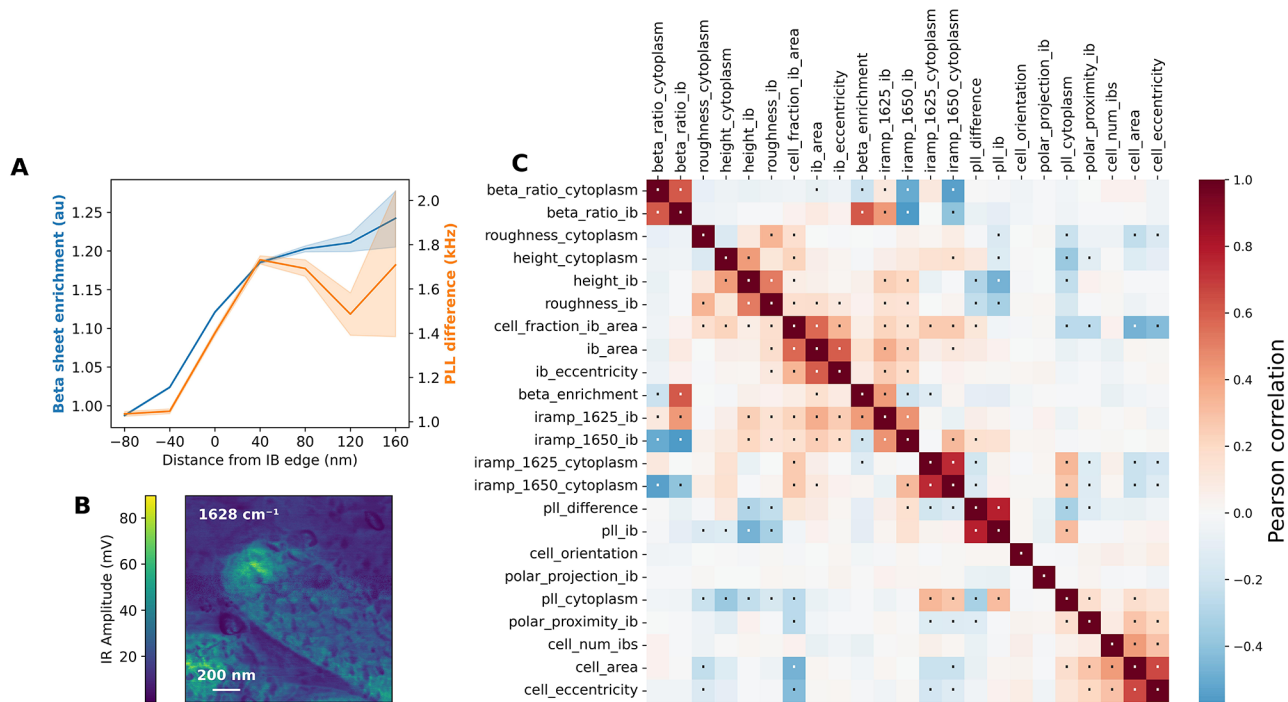 A
Beta sheet enrichment (au)
1.25
1.20
1.15
1.10
1.05
1.00
2.0
1.8
1.6
1.4
1.2
1.0
PLL difference (kHz)
−80
−40
0
40
80
120
160
Distance from IB edge (nm)
B
IR Amplitude (mV)
80
60
40
20
1628 cm⁻¹
200 nm
C
beta_ratio_cytoplasm
beta_ratio_ib
roughness_cytoplasm
height_cytoplasm
height_ib
roughness_ib
cell_fraction_ib_area
ib_area
ib_eccentricity
beta_enrichment
iramp_1625_ib
iramp_1650_ib
iramp_1625_cytoplasm
iramp_1650_cytoplasm
pll_difference
pll_ib
cell_orientation
polar_projection_ib
pll_cytoplasm
polar_proximity_ib
cell_num_ibs
cell_area
cell_eccentricity
beta_ratio_cytoplasm
beta_ratio_ib
roughness_cytoplasm
height_cytoplasm
height_ib
roughness_ib
cell_fraction_ib_area
ib_area
ib_eccentricity
beta_enrichment
iramp_1625_ib
iramp_1650_ib
iramp_1625_cytoplasm
iramp_1650_cytoplasm
pll_difference
pll_ib
cell_orientation
polar_projection_ib
pll_cytoplasm
polar_proximity_ib
cell_num_ibs
cell_area
cell_eccentricity
1.0
0.8
0.6
0.4
0.2
0.0
−0.2
−0.4
Pearson correlation